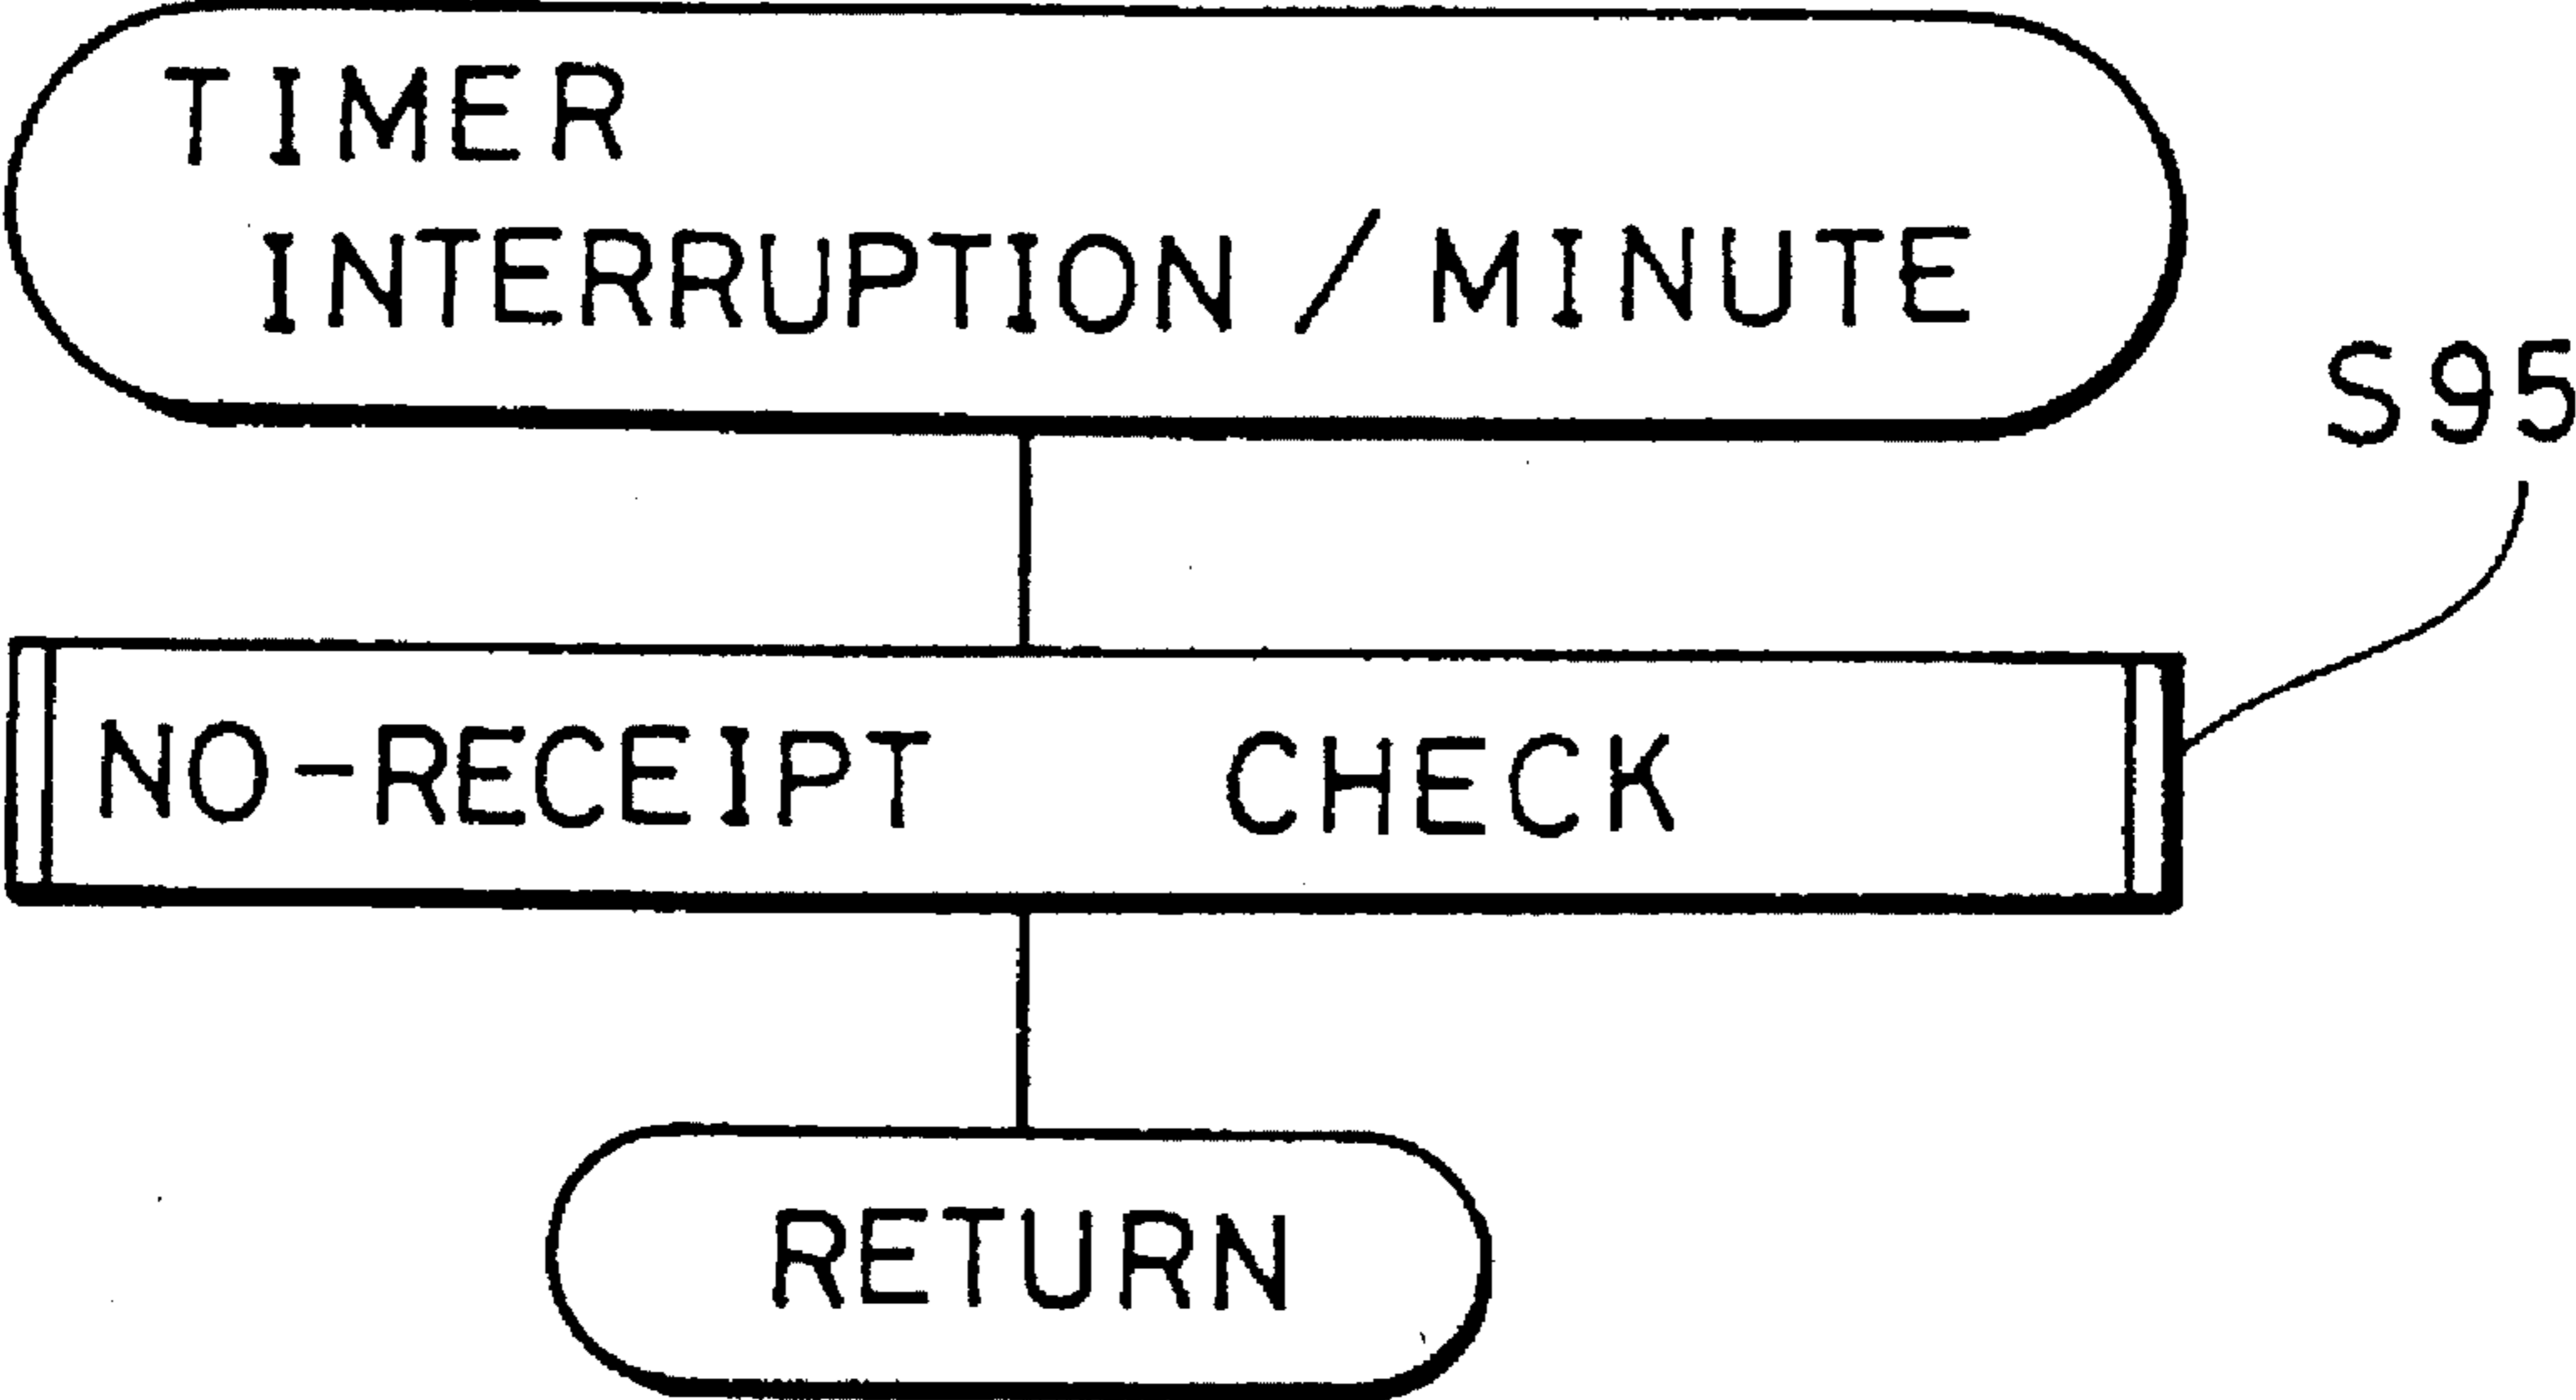 TIMER
INTERRUPTION / MINUTE
S95
NO-RECEIPT CHECK
RETURN